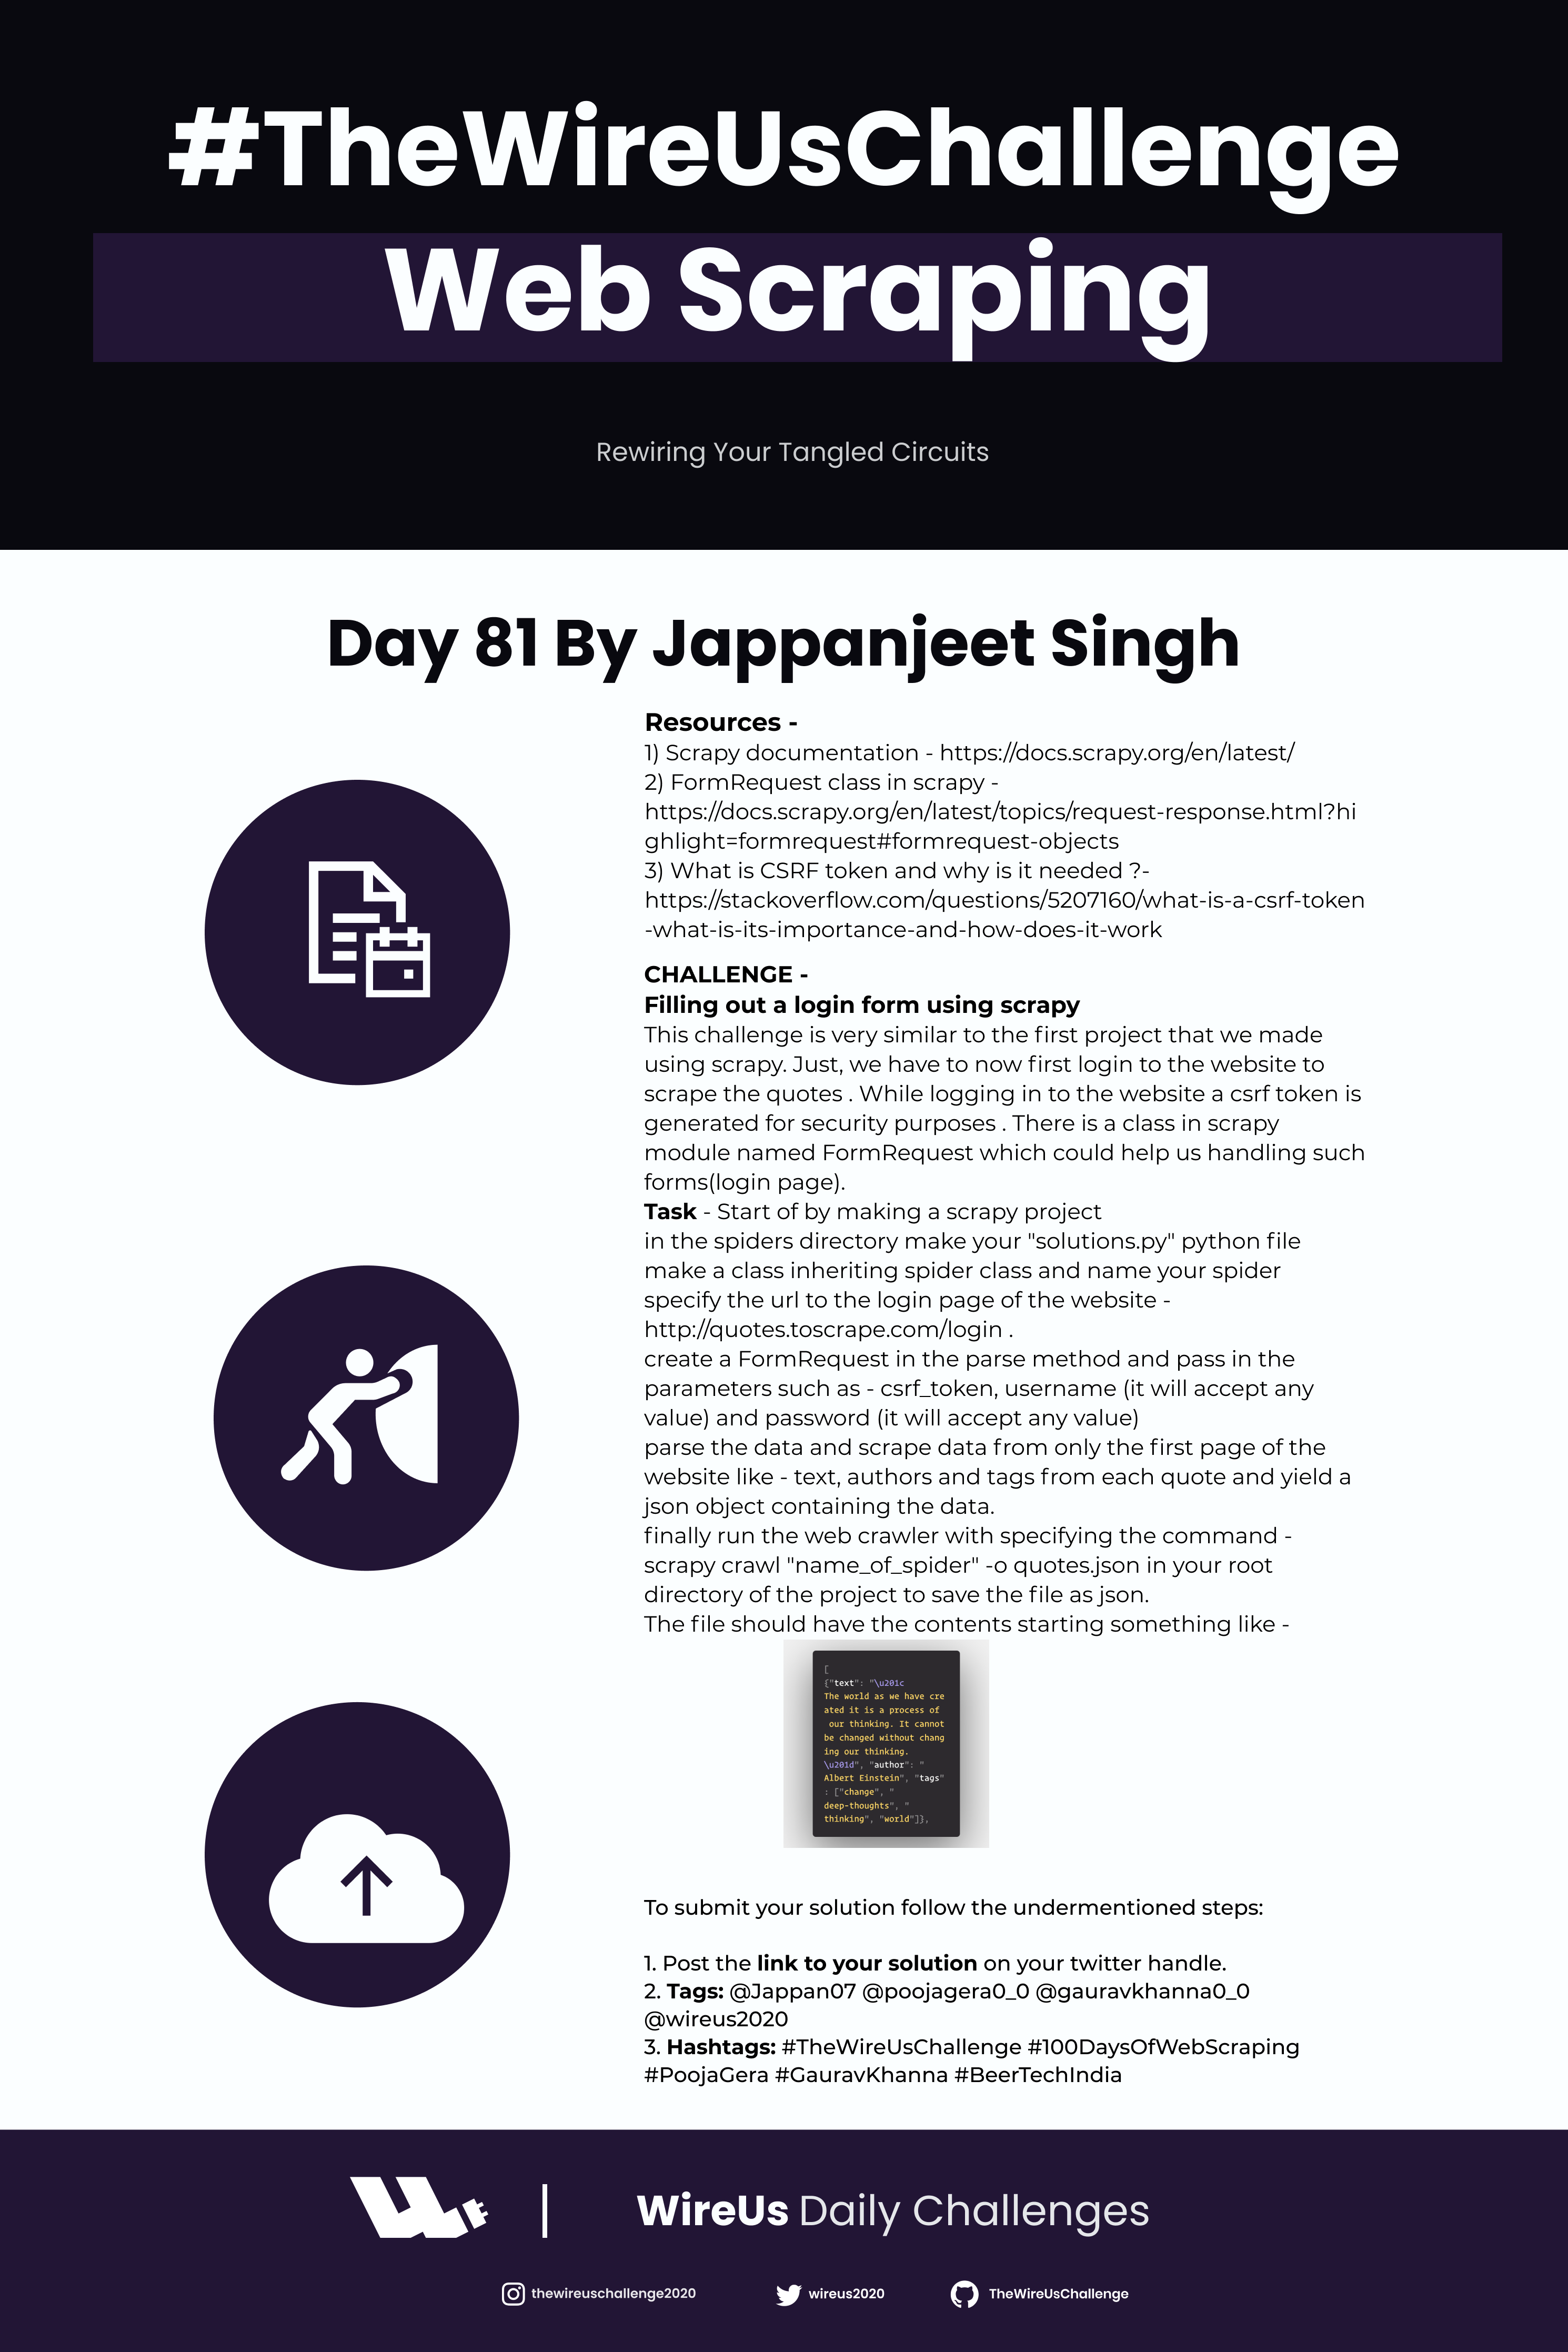 #TheWireUsChallenge
Web Scraping
Rewiring Your Tangled Circuits
Day 81 By Jappanjeet Singh
Resources -
1) Scrapy documentation - https://docs.scrapy.org/en/latest/
2) FormRequest class in scrapy -
https://docs.scrapy.org/en/latest/topics/request-response.html?hi
ghlight=formrequest#formrequest-objects
3) What is CSRF token and why is it needed ?-
https://stackoverflow.com/questions/5207160/what-is-a-csrf-token
-what-is-its-importance-and-how-does-it-work
CHALLENGE -
Filling out a login form using scrapy
This challenge is very similar to the first project that we made
using scrapy. Just, we have to now first login to the website to
scrape the quotes . While logging in to the website a csrf token is
generated for security purposes . There is a class in scrapy
module named FormRequest which could help us handling such
forms(login page).
Task - Start of by making a scrapy project
in the spiders directory make your "solutions.py" python file
make a class inheriting spider class and name your spider
specify the url to the login page of the website -
http://quotes.toscrape.com/login .
create a FormRequest in the parse method and pass in the
parameters such as - csrf_token, username (it will accept any
value) and password (it will accept any value)
parse the data and scrape data from only the first page of the
website like - text, authors and tags from each quote and yield a
json object containing the data.
finally run the web crawler with specifying the command -
scrapy crawl "name_of_spider" -o quotes.json in your root
directory of the project to save the file as json.
The file should have the contents starting something like -
[
{"text": "\u201c
The world as we have cre
ated it is a process of
our thinking. It cannot
be changed without chang
ing our thinking.
\u201d", "author": "
Albert Einstein", "tags"
: ["change", "
deep-thoughts", "
thinking", "world"]},
To submit your solution follow the undermentioned steps:
1. Post the link to your solution on your twitter handle.
2. Tags: @Jappan07 @poojagera0_0 @gauravkhanna0_0
@wireus2020
3. Hashtags: #TheWireUsChallenge #100DaysOfWebScraping
#PoojaGera #GauravKhanna #BeerTechIndia
WireUs Daily Challenges
thewireuschallenge2020 wireus2020 TheWireUsChallenge